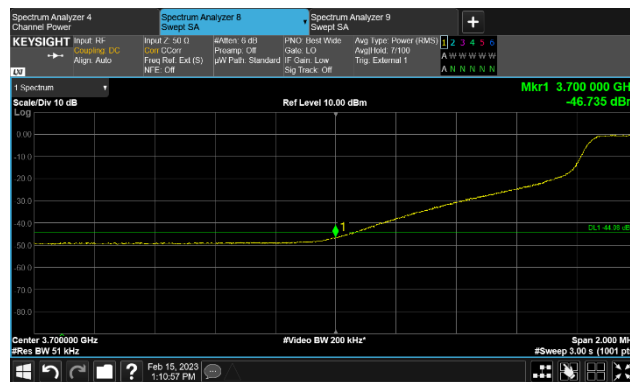 Spectrum Analyzer 4
Channel Power
Spectrum Analyzer 8
Swept SA
Spectrum Analyzer 9
Swept SA
KEYSIGHT
Input: RF
Coupling: DC
Align: Auto
Input Z: 50 Ω
Corr CCorr
Freq Ref: Ext (S)
NFE: Off
#Atten: 6 dB
Preamp: Off
µW Path: Standard
PNO: Best Wide
Gate: LO
IF Gain: Low
Sig Track: Off
Avg Type: Power (RMS)
Avg|Hold: 7/100
Trig: External 1
1 2 3 4 5 6
A W W W W W
A N N N N N
LXI
1 Spectrum
Scale/Div 10 dB
Ref Level 10.00 dBm
Mkr1 3.700 000 GH
-46.735 dBr
Log
0.00
-10.0
-20.0
-30.0
-40.0
-50.0
-60.0
-70.0
-80.0
1
DL1 -44.08 dB
Center 3.700000 GHz
#Res BW 51 kHz
#Video BW 200 kHz*
Span 2.000 MH
#Sweep 3.00 s (1001 pt
?
Feb 15, 2023
1:10:57 PM